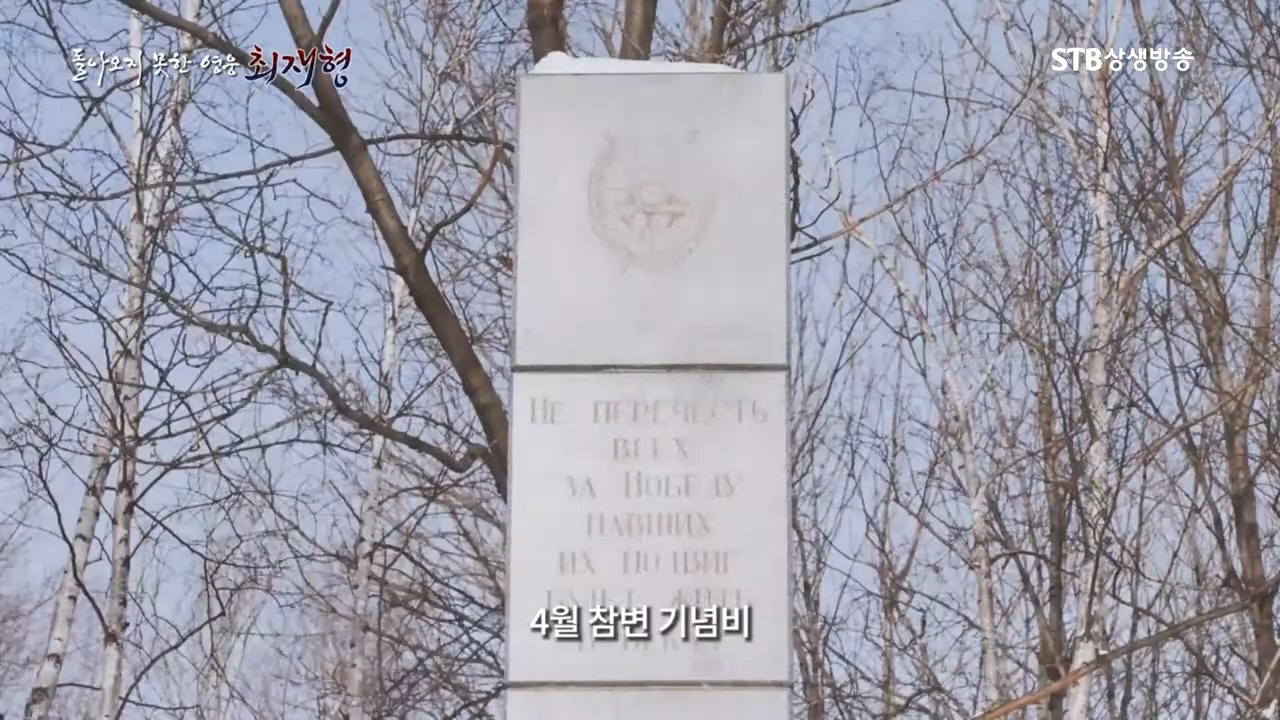 돌아오지 못한 영웅 최재형
STB상생방송
НЕ ПЕРЕЧЕСТЬ
ВСЕХ
ЗА ПОБЕДУ
ПАВШИХ
ИХ ПОДВИГ
4월 참변 기념비